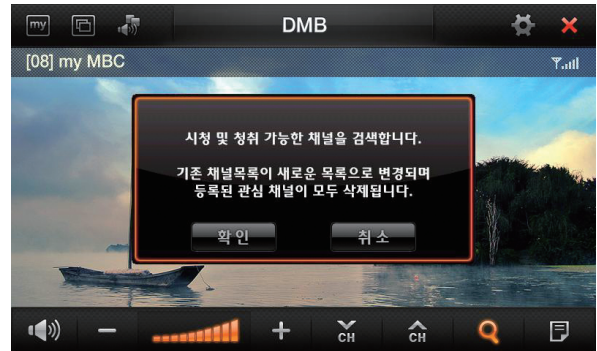 my
DMB
[08] my MBC
시청 및 청취 가능한 채널을 검색합니다.
기존 채널목록이 새로운 목록으로 변경되며
등록된 관심 채널이 모두 삭제됩니다.
확인
취소
CH
CH